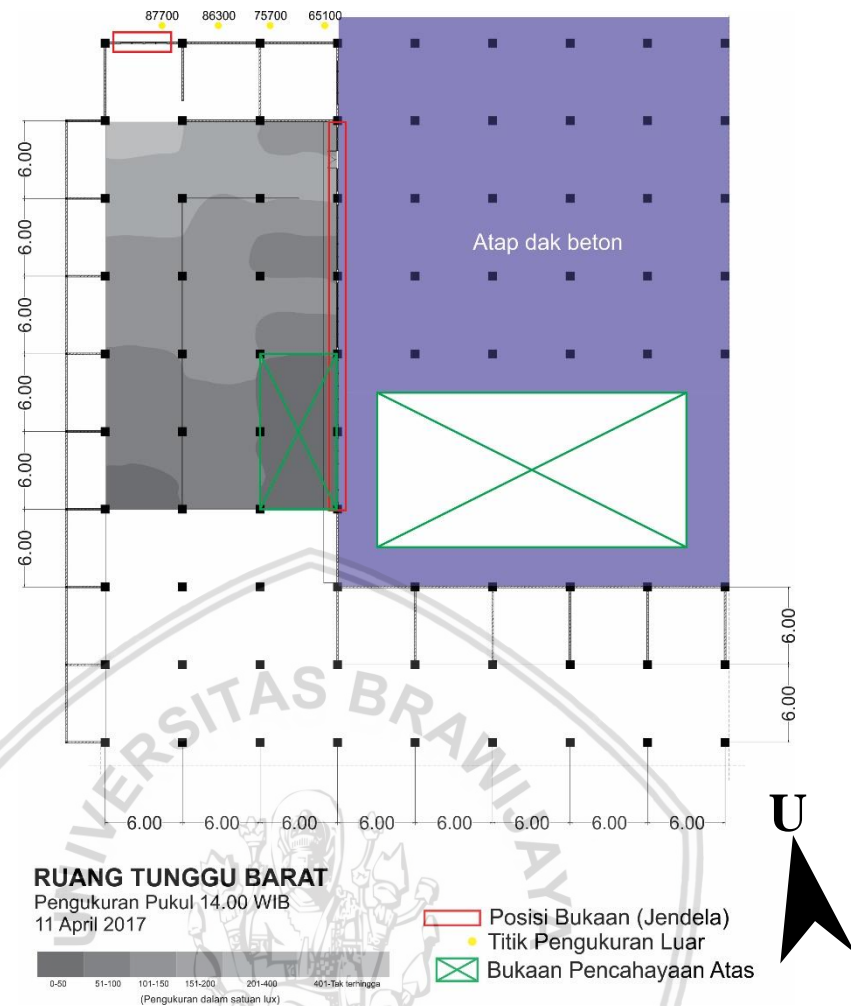 87700 86300 75700 65100
6.00
6.00
Atap dak beton
6.00
6.00
6.00
6.00
6.00
6.00
UNIVERSITAS BRAWIJAYA
6.00 6.00 6.00 6.00 6.00 6.00 6.00 6.00
U
RUANG TUNGGU BARAT
Pengukuran Pukul 14.00 WIB
11 April 2017
Posisi Bukaan (Jendela)
Titik Pengukuran Luar
Bukaan Pencahayaan Atas
0-50 51-100 101-150 151-200 201-400 401-Tak terhingga
(Pengukuran dalam satuan lux)